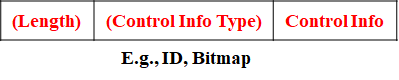 (Length) (Control Info Type) Control Info
E.g., ID, Bitmap